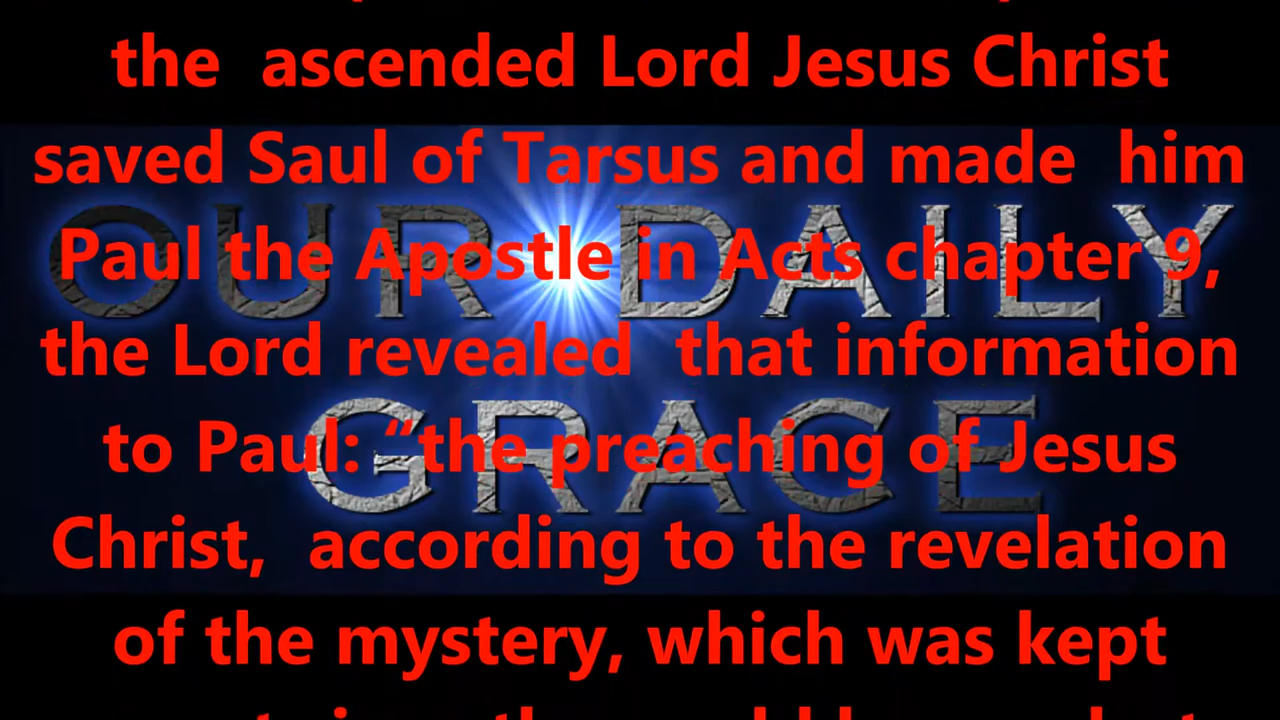 the ascended Lord Jesus Christ
saved Saul of Tarsus and made him
Paul the Apostle in Acts chapter 9,
the Lord revealed that information
to Paul: “the preaching of Jesus
Christ, according to the revelation
of the mystery, which was kept
OUR DAILY
GRACE